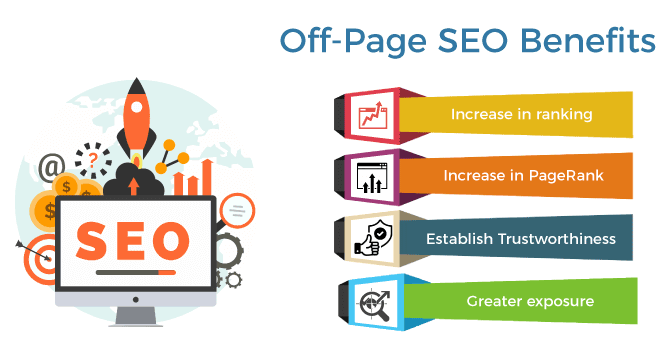 Off-Page SEO Benefits
Increase in ranking
Increase in PageRank
Establish Trustworthiness
Greater exposure
@
?
$
$
$
SEO